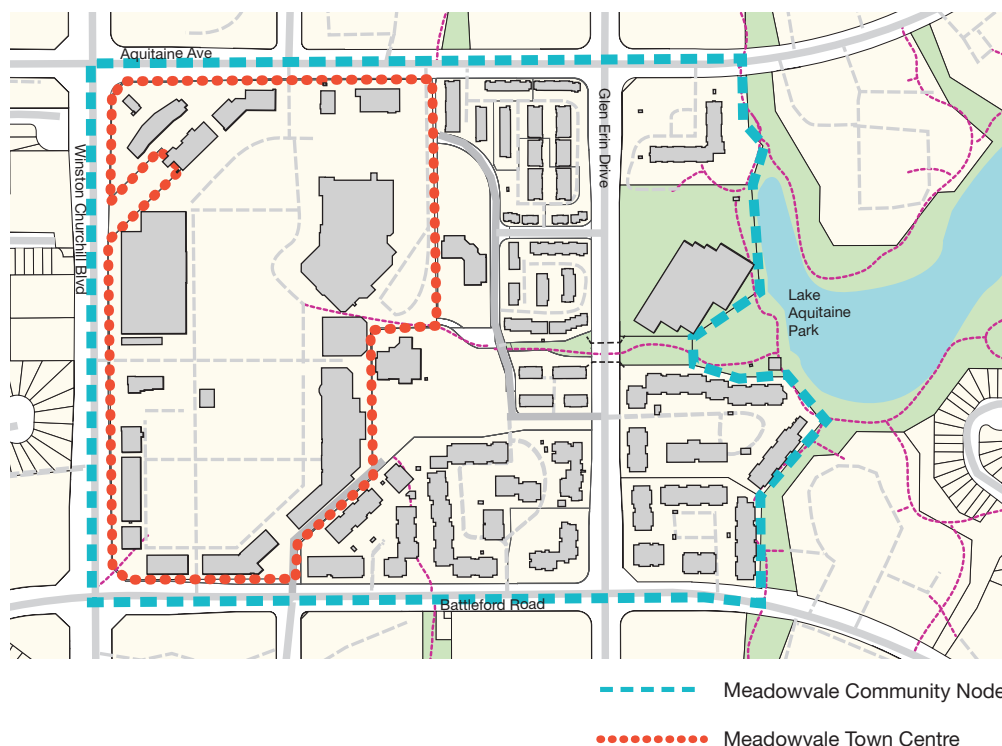 Aquitaine Ave
Glen Erin Drive
Winston Churchill Blvd
Lake
Aquitaine
Park
Battleford Road
Meadowvale Community Node
Meadowvale Town Centre